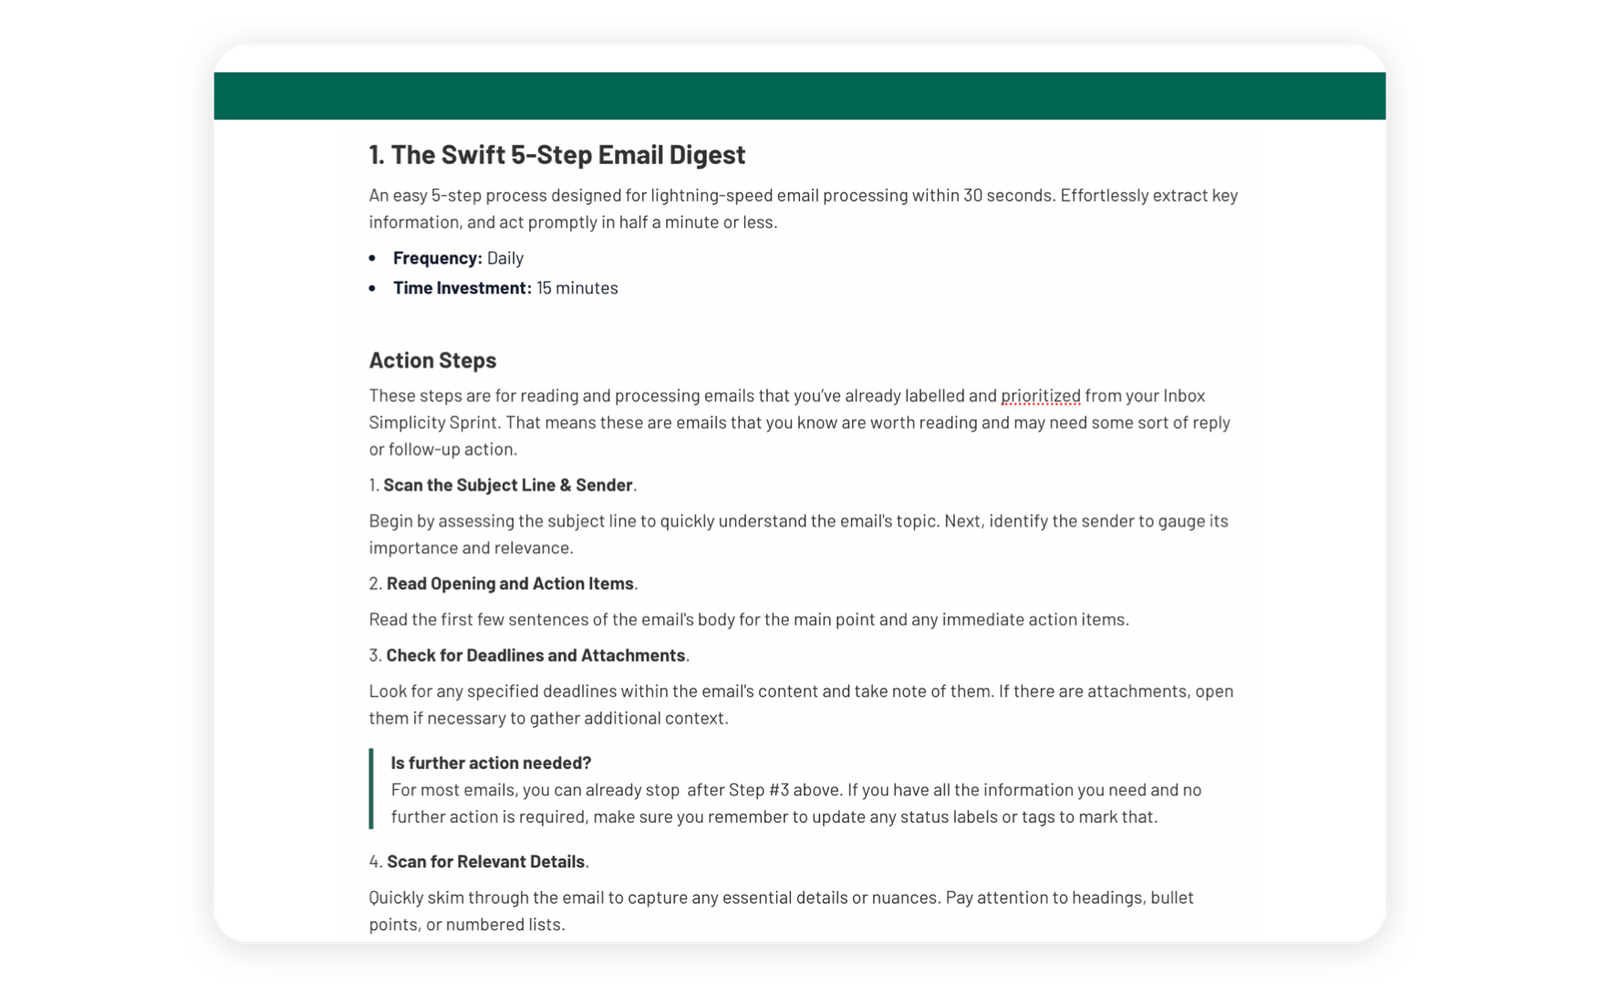 1. The Swift 5-Step Email Digest
An easy 5-step process designed for lightning-speed email processing within 30 seconds. Effortlessly extract key
information, and act promptly in half a minute or less.
• Frequency: Daily
• Time Investment: 15 minutes
Action Steps
These steps are for reading and processing emails that you’ve already labelled and prioritized from your Inbox
Simplicity Sprint. That means these are emails that you know are worth reading and may need some sort of reply
or follow-up action.
1. Scan the Subject Line & Sender.
Begin by assessing the subject line to quickly understand the email's topic. Next, identify the sender to gauge its
importance and relevance.
2. Read Opening and Action Items.
Read the first few sentences of the email's body for the main point and any immediate action items.
3. Check for Deadlines and Attachments.
Look for any specified deadlines within the email's content and take note of them. If there are attachments, open
them if necessary to gather additional context.
Is further action needed?
For most emails, you can already stop  after Step #3 above. If you have all the information you need and no
further action is required, make sure you remember to update any status labels or tags to mark that.
4. Scan for Relevant Details.
Quickly skim through the email to capture any essential details or nuances. Pay attention to headings, bullet
points, or numbered lists.